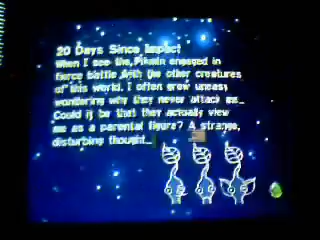 20 Days Since Impact
When I see the Pikmin engaged in
fierce battle with the other creatures
of this world, I often grow uneasy
wondering why they never attack me...
Could it be that they actually view
me as a parental figure? A strange,
disturbing thought...